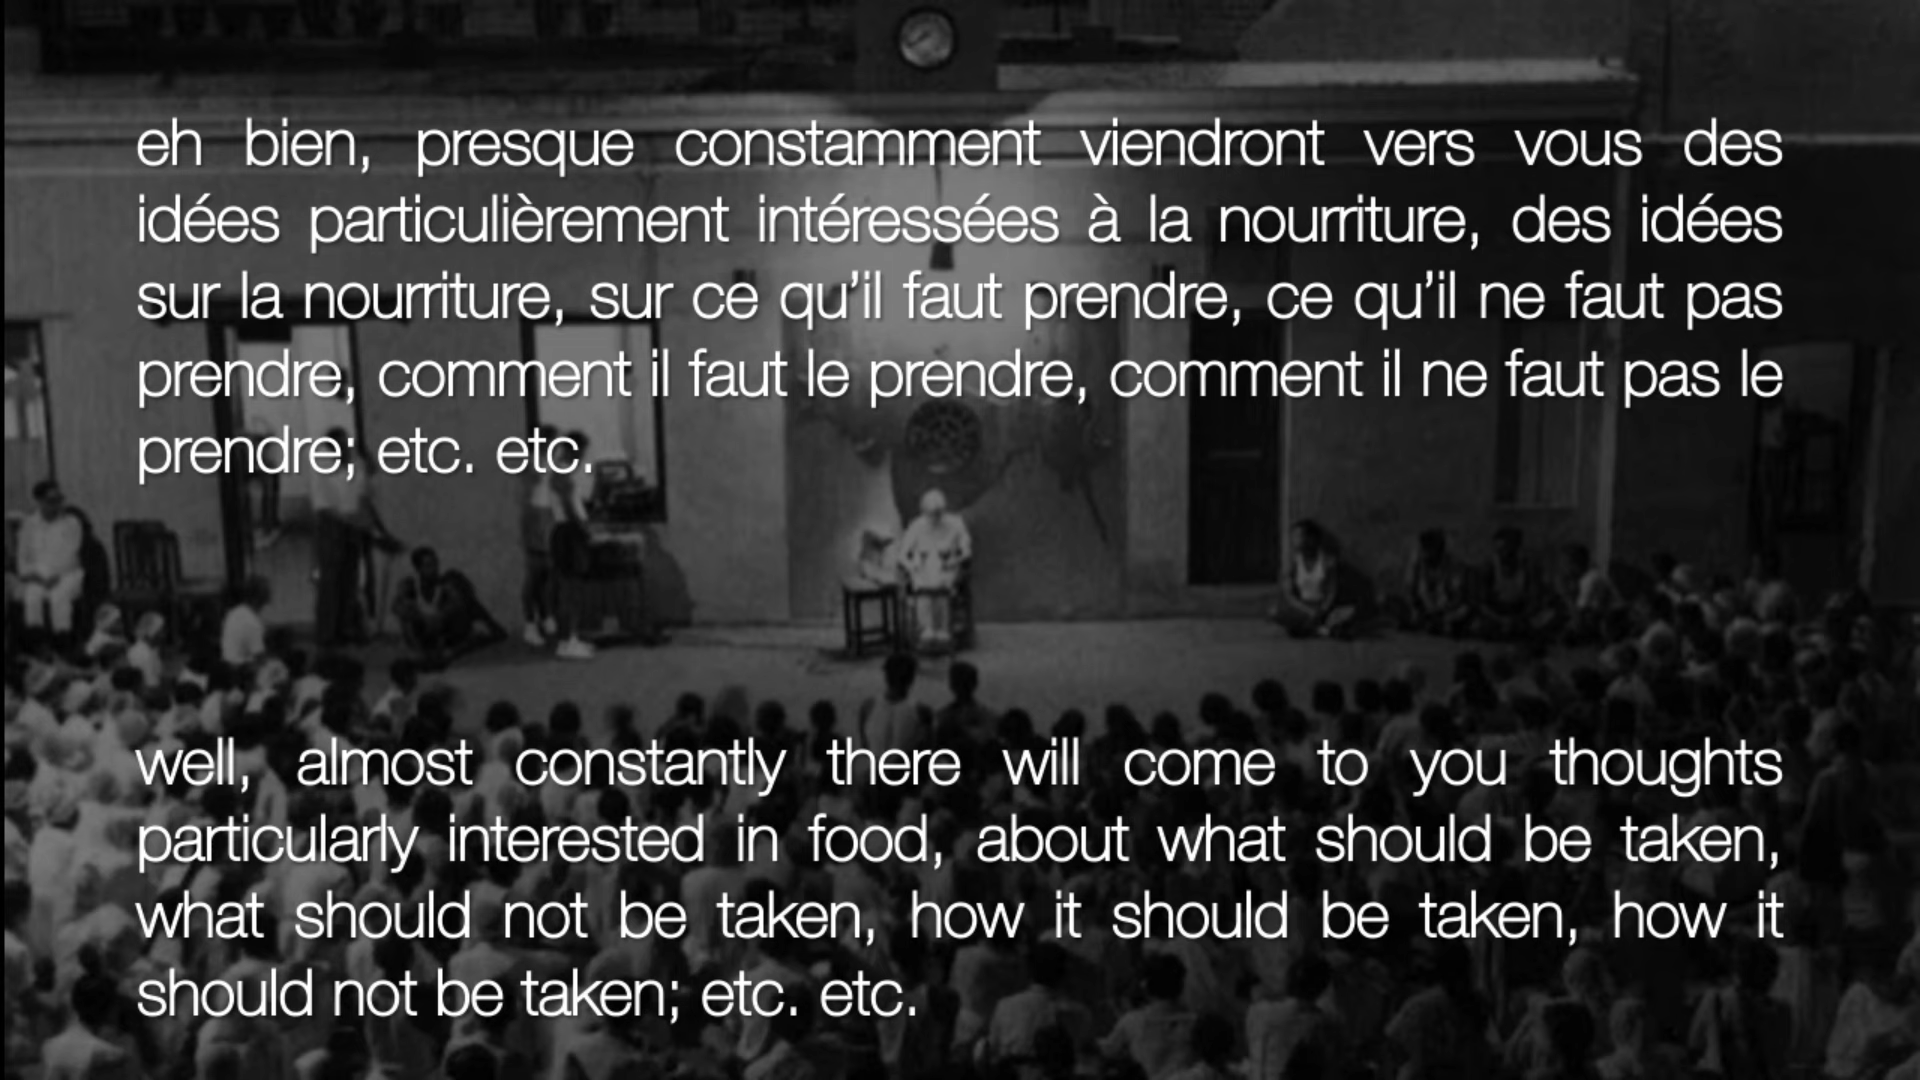 eh bien, presque constamment viendront vers vous des
idées particulièrement intéressées à la nourriture, des idées
sur la nourriture, sur ce qu’il faut prendre, ce qu’il ne faut pas
prendre, comment il faut le prendre, comment il ne faut pas le
prendre; etc. etc.
well, almost constantly there will come to you thoughts
particularly interested in food, about what should be taken,
what should not be taken, how it should be taken, how it
should not be taken; etc. etc.